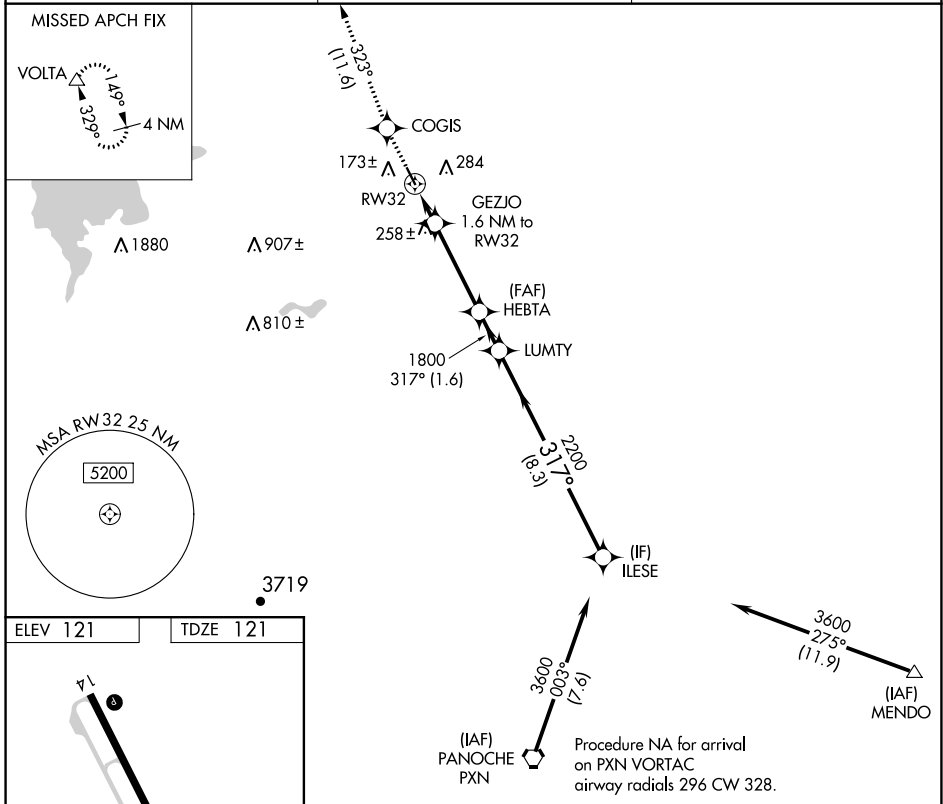 MISSED APCH FIX
VOLTA
149°
329°
4 NM
323°
(11.6)
COGIS
173±
284
RW32
GEZJO
1.6 NM to
RW32
258±
1880
907±
810±
(FAF)
HEBTA
LUMTY
1800
317° (1.6)
2200
317°
(8.3)
MSA RW32 25 NM
5200
(IF)
ILESE
3719
3600
275°
(11.9)
(IAF)
MENDO
3600
003°
(7.6)
(IAF)
PANOCHE
PXN
Procedure NA for arrival
on PXN VORTAC
airway radials 296 CW 328.
ELEV 121
TDZE 121
14
P